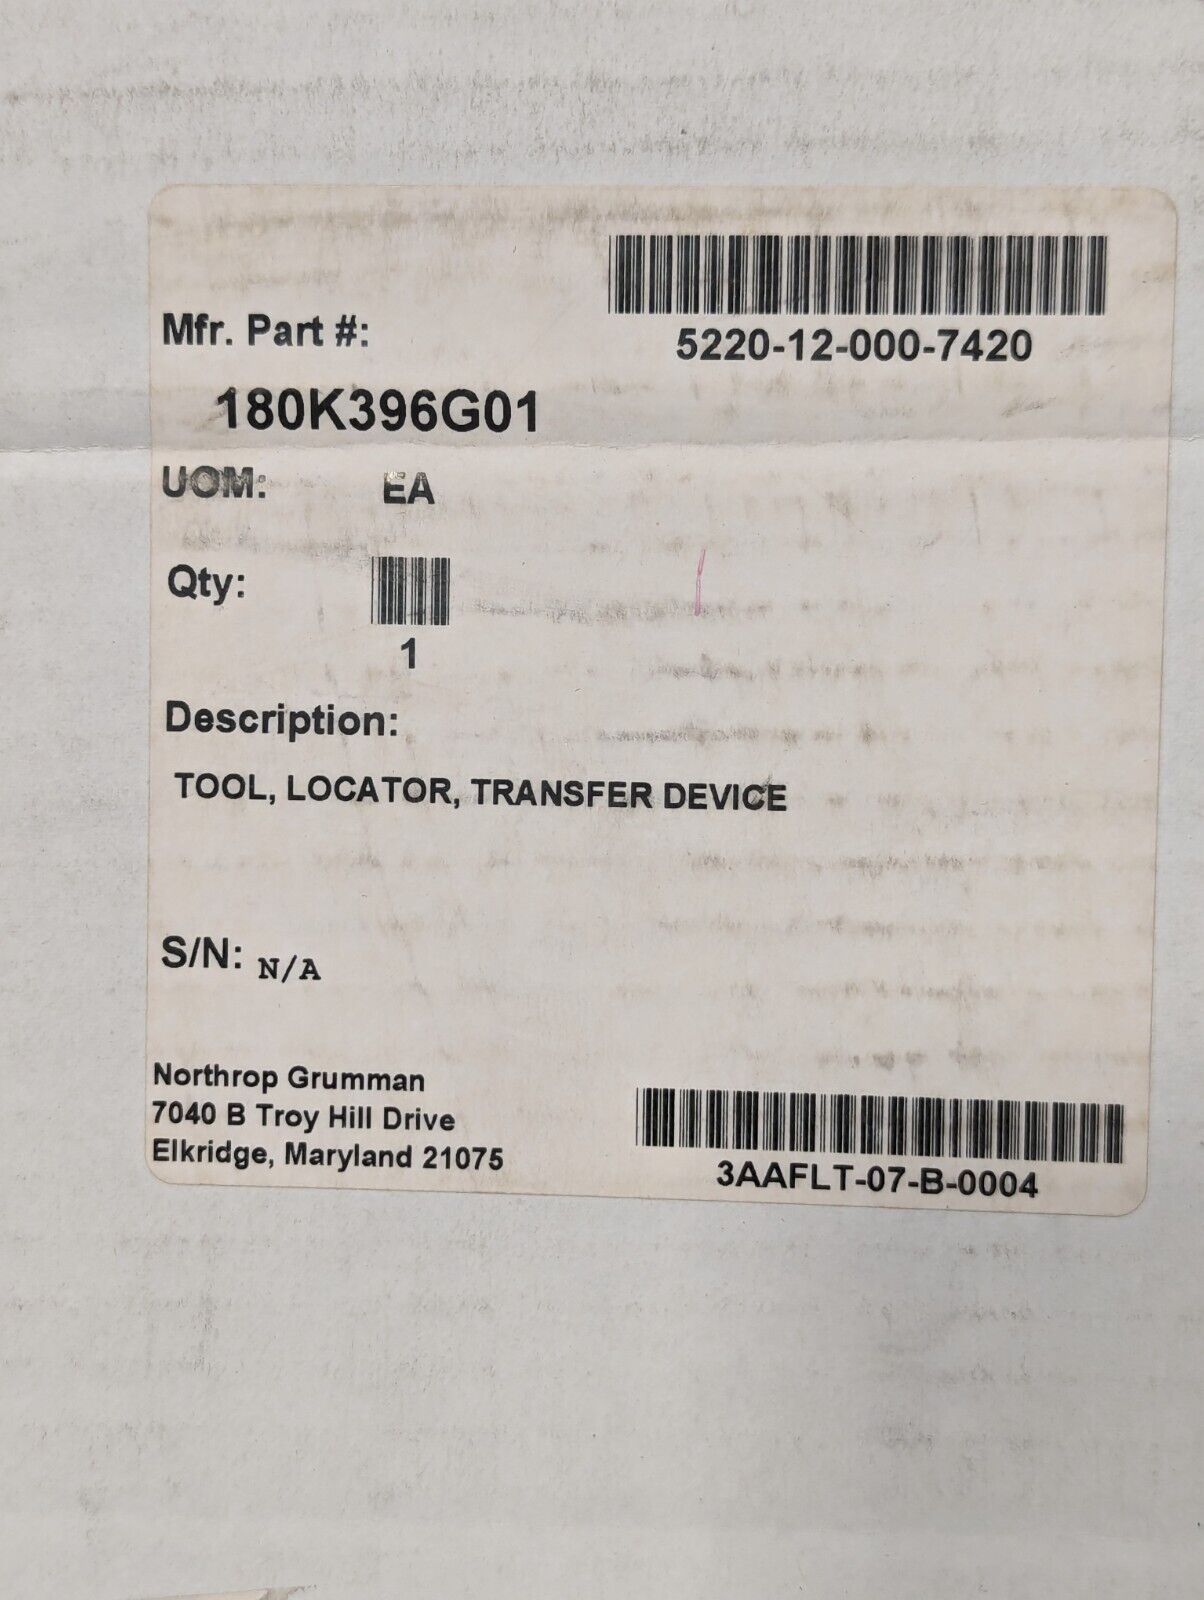 5220-12-000-7420
Mfr. Part #:
180K396G01
UOM: EA
Qty:
1
Description:
TOOL, LOCATOR, TRANSFER DEVICE
S/N: N/A
Northrop Grumman
7040 B Troy Hill Drive
Elkridge, Maryland 21075
3AAFLT-07-B-0004